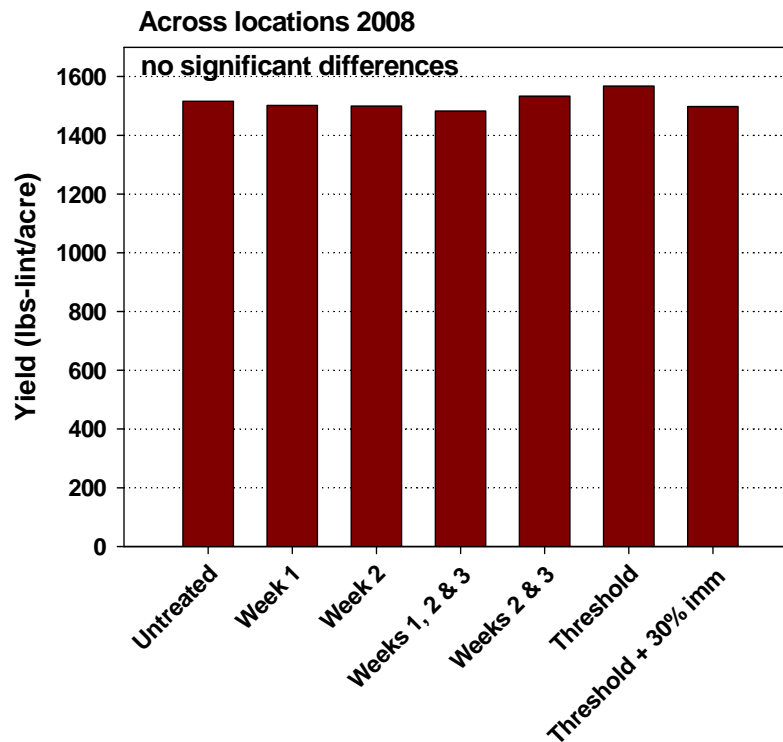 Across locations 2008
no significant differences
Yield (lbs-lint/acre)
1600
1400
1200
1000
800
600
400
200
0
Untreated
Week 1
Week 2
Weeks 1, 2 & 3
Weeks 2 & 3
Threshold
Threshold + 30% imm